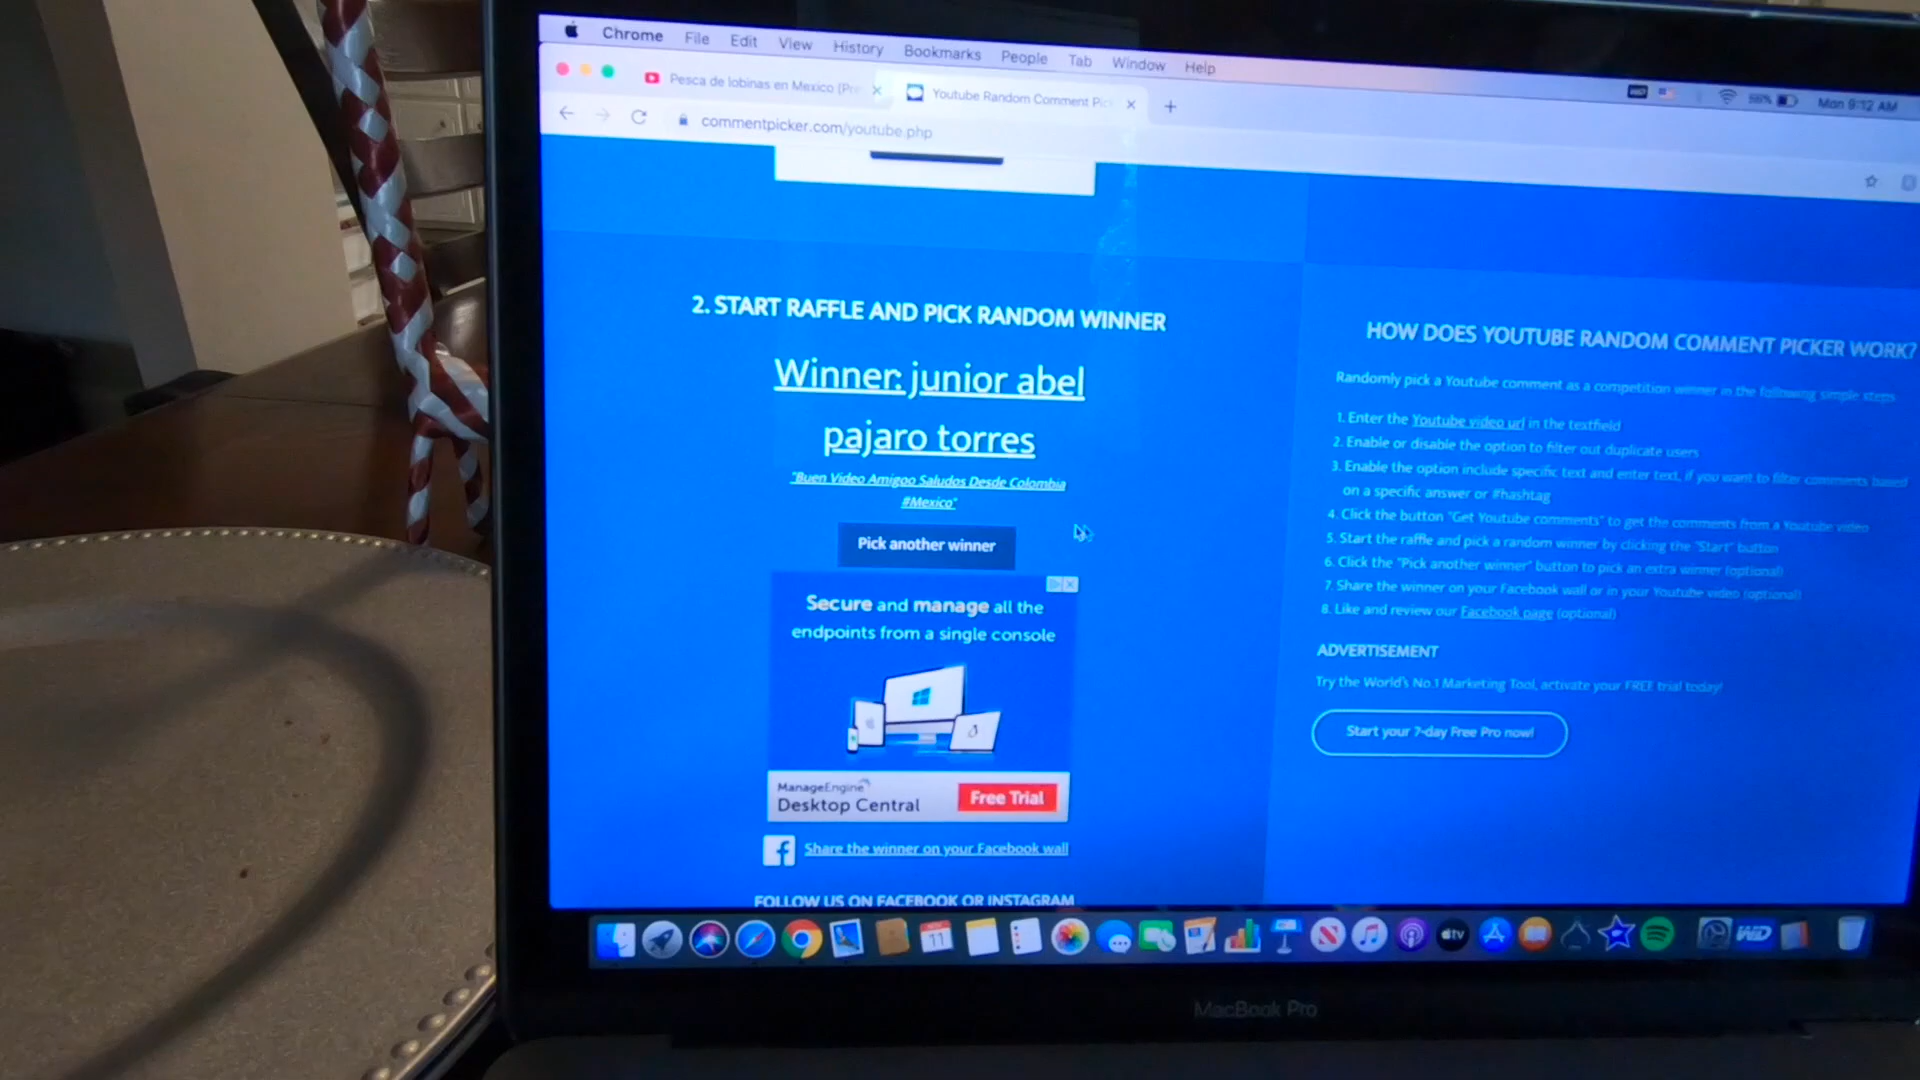 Chrome File Edit View History Bookmarks People Tab Window Help
Mon 9:12 AM
Pesca de lobinas en Mexico (Pr
Youtube Random Comment Pic
commentpicker.com/youtube.php
2. START RAFFLE AND PICK RANDOM WINNER
Winner: junior abel
pajaro torres
"Buen Video Amigoo Saludos Desde Colombia
#Mexico"
Pick another winner
Secure and manage all the
endpoints from a single console
ManageEngine
Desktop Central
Free Trial
Share the winner on your Facebook wall
FOLLOW US ON FACEBOOK OR INSTAGRAM
HOW DOES YOUTUBE RANDOM COMMENT PICKER WORK?
Randomly pick a Youtube comment as a competition winner in the following simple steps
1. Enter the Youtube video url in the textfield
2. Enable or disable the option to filter out duplicate users
3. Enable the option include specific text and enter text, if you want to filter comments based
on a specific answer or #hashtag
4. Click the button "Get Youtube comments" to get the comments from a Youtube video
5. Start the raffle and pick a random winner by clicking the "Start" button
6. Click the "Pick another winner" button to pick an extra winner (optional)
7. Share the winner on your Facebook wall or in your Youtube video (optional)
8. Like and review our Facebook page (optional)
ADVERTISEMENT
Try the World's No.1 Marketing Tool, activate your FREE trial today!
Start your 7-day Free Pro now!
11
tv
WD
MacBook Pro